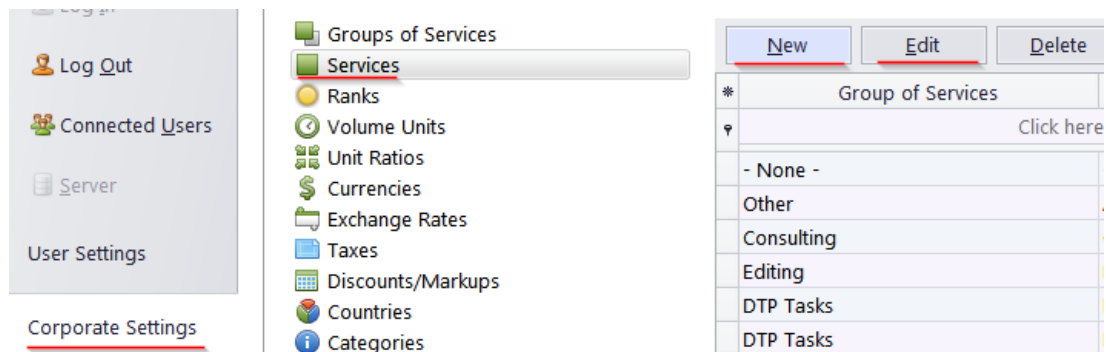 Log In
Log Out
Connected Users
Server
User Settings
Corporate Settings
Groups of Services
Services
Ranks
Volume Units
Unit Ratios
Currencies
Exchange Rates
Taxes
Discounts/Markups
Countries
Categories
New Edit Delete
Group of Services
Click here
- None -
Other
Consulting
Editing
DTP Tasks
DTP Tasks